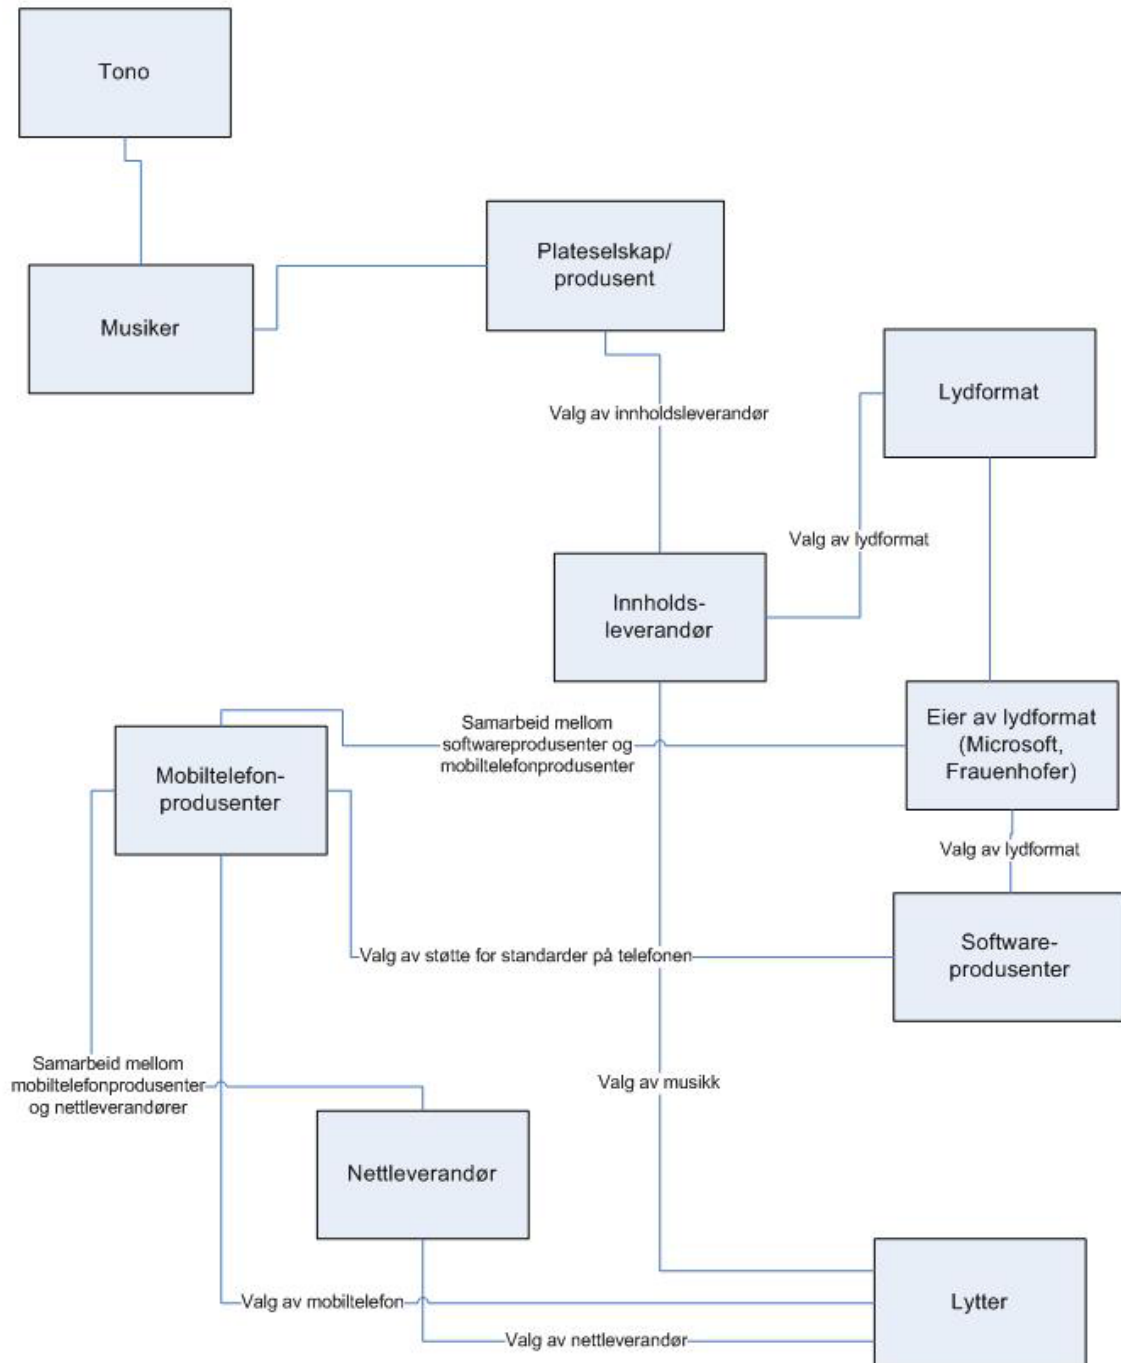 Tono
Plateselskap/
produsent
Musiker
Lydformat
Valg av innholdsleverandør
Valg av lydformat
Innholds-
leverandør
Eier av lydformat
(Microsoft,
Frauenhofer)
Samarbeid mellom
softwareprodusenter og
mobiltelefonprodusenter
Mobiltelefon-
produsenter
Valg av lydformat
Software-
produsenter
Valg av støtte for standarder på telefonen
Samarbeid mellom
mobiltelefonprodusenter
og nettleverandører
Valg av musikk
Nettleverandør
Lytter
Valg av mobiltelefon
Valg av nettleverandør